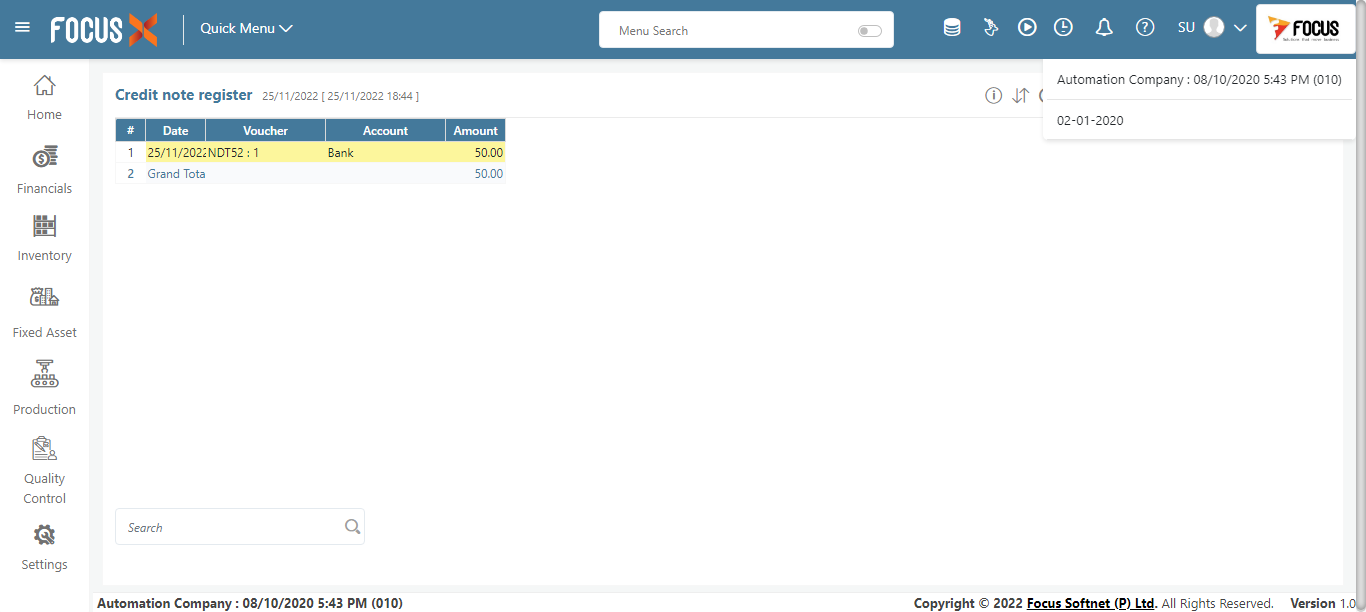 FOCUS X
Quick Menu
Menu Search
SU
FOCUS
Automation Company : 08/10/2020 5:43 PM (010)
02-01-2020
Home
Financials
Inventory
Fixed Asset
Production
Quality
Control
Settings
Credit note register 25/11/2022 [ 25/11/2022 18:44 ]
# Date Voucher Account Amount
1 25/11/2022 NDT52 : 1 Bank 50.00
2 Grand Tota 50.00
Search
Automation Company : 08/10/2020 5:43 PM (010)
Copyright © 2022 Focus Softnet (P) Ltd. All Rights Reserved. Version 1.0